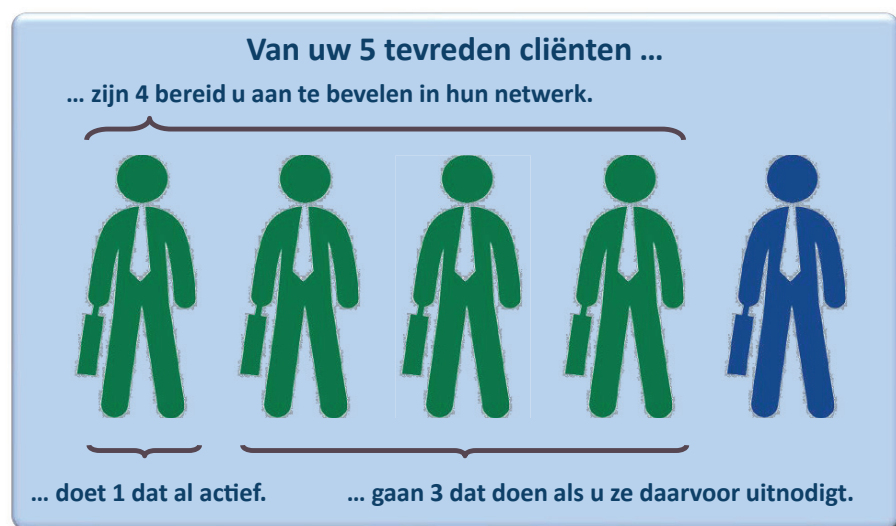 Van uw 5 tevreden cliënten ...
... zijn 4 bereid u aan te bevelen in hun netwerk.
... doet 1 dat al actief.
... gaan 3 dat doen als u ze daarvoor uitnodigt.